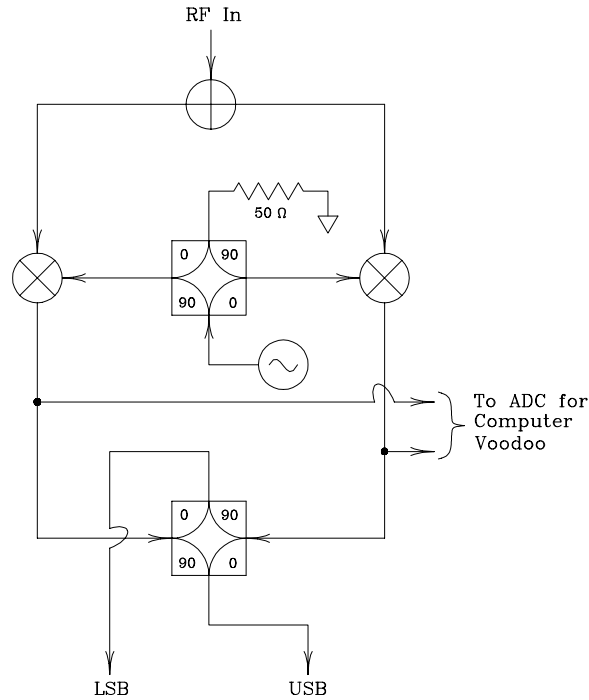 RF In
50 Ω
0 90
90 0
To ADC for
Computer
Voodoo
0 90
90 0
LSB USB